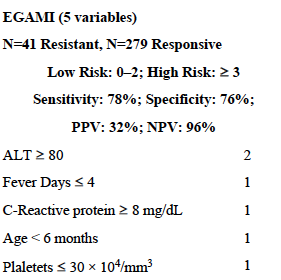 EGAMI (5 variables)
N=41 Resistant, N=279 Responsive
Low Risk: 0–2; High Risk: ≥ 3
Sensitivity: 78%; Specificity: 76%;
PPV: 32%; NPV: 96%
ALT ≥ 80 2
Fever Days ≤ 4 1
C-Reactive protein ≥ 8 mg/dL 1
Age < 6 months 1
Plaletets ≤ 30 × 10⁴/mm³ 1